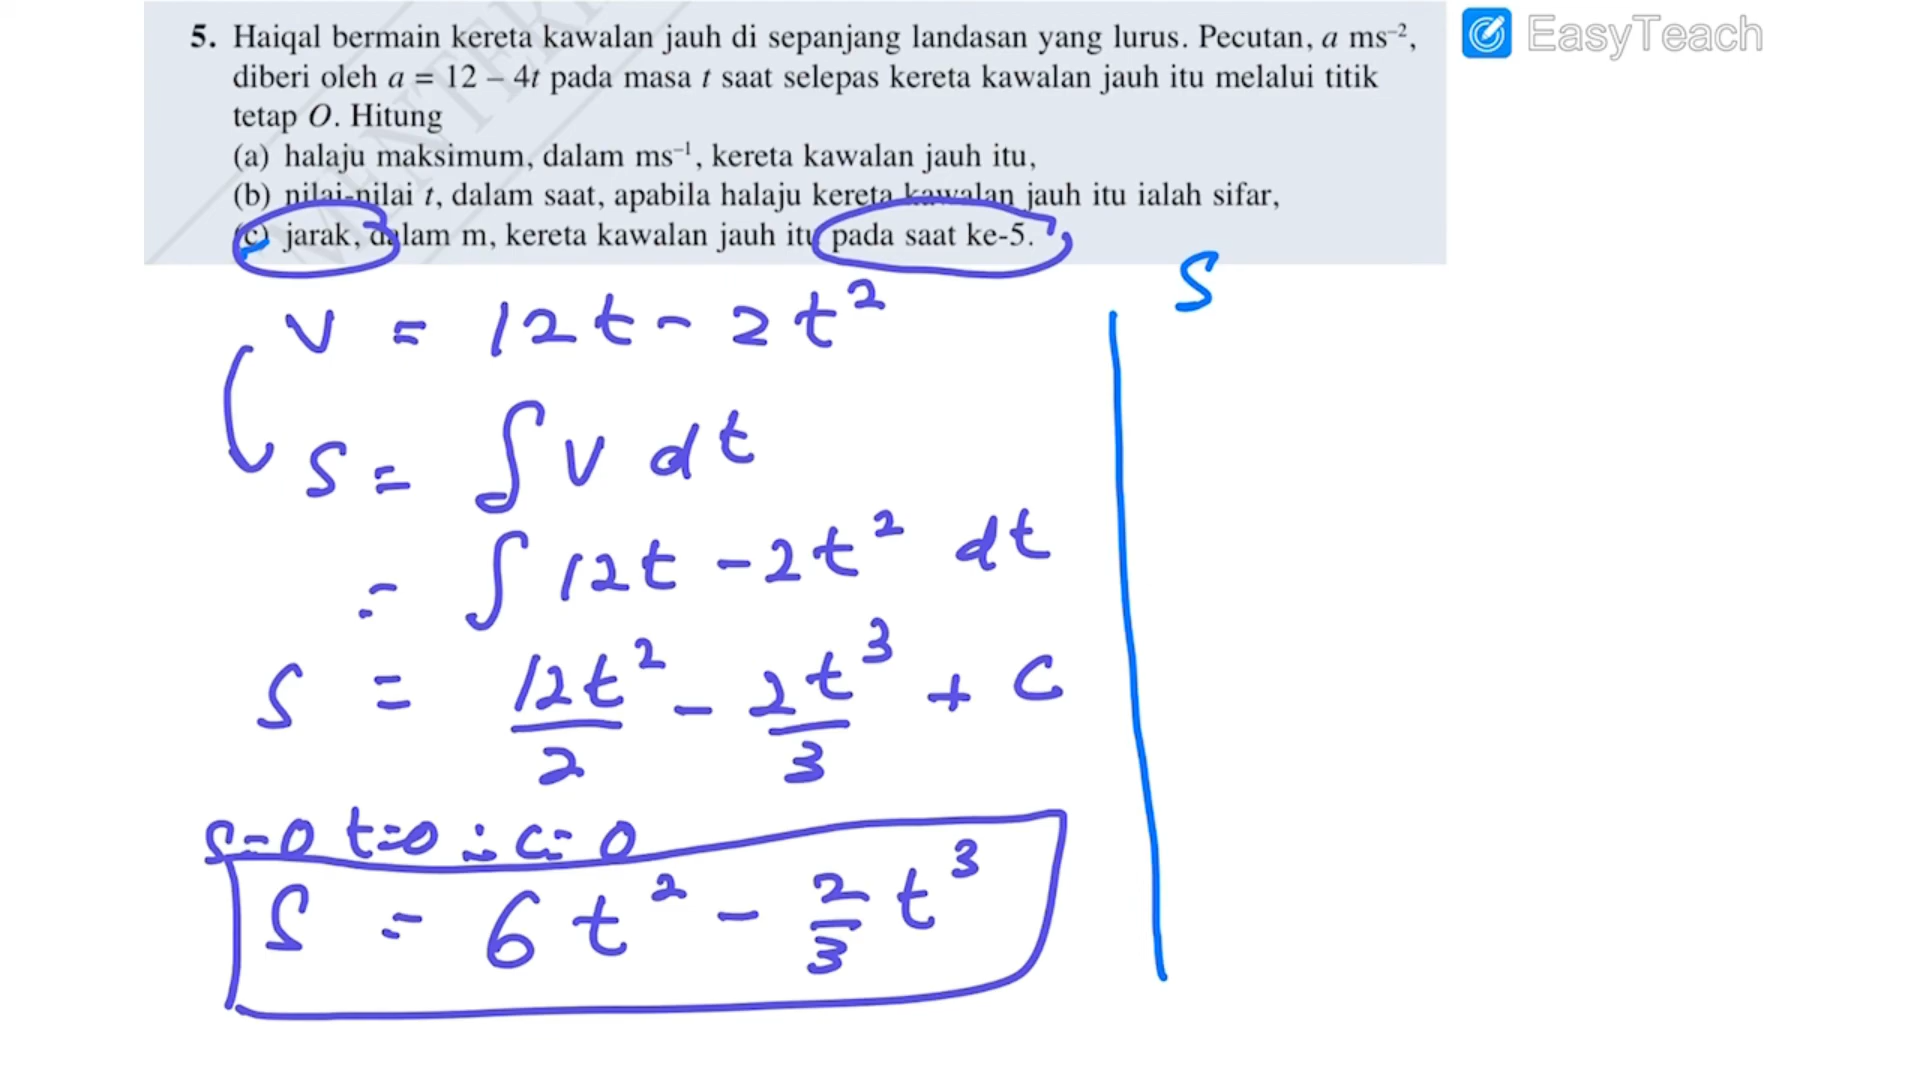 5. Haiqal bermain kereta kawalan jauh di sepanjang landasan yang lurus. Pecutan, a ms⁻²,
diberi oleh a = 12 – 4t pada masa t saat selepas kereta kawalan jauh itu melalui titik
tetap O. Hitung
(a) halaju maksimum, dalam ms⁻¹, kereta kawalan jauh itu,
(b) nilai-nilai t, dalam saat, apabila halaju kereta kawalan jauh itu ialah sifar,
(c) jarak, dalam m, kereta kawalan jauh itu pada saat ke-5.
EasyTeach
v = 12t - 2t²
s = ∫ v dt
= ∫ 12t - 2t² dt
s = 12t²/2 - 2t³/3 + c
s=0 t=0 ∴ c=0
s = 6t² - 2/3 t³
s